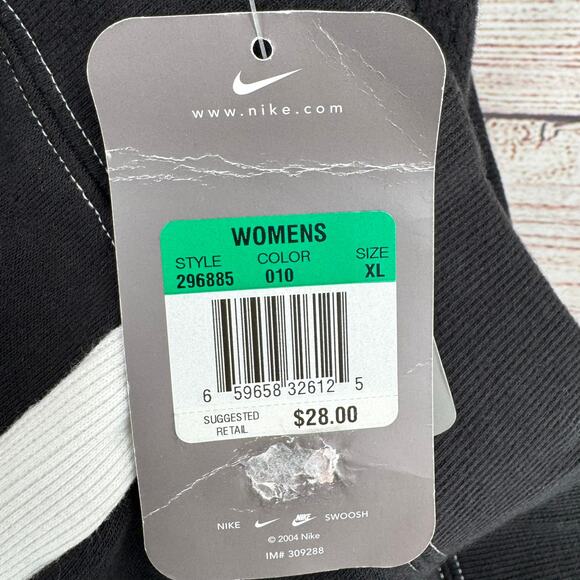 www.nike.com
WOMENS
STYLE COLOR SIZE
296885 010 XL
6 59658 32612 5
SUGGESTED RETAIL $28.00
NIKE NIKE SWOOSH
© 2004 Nike
IM# 309288